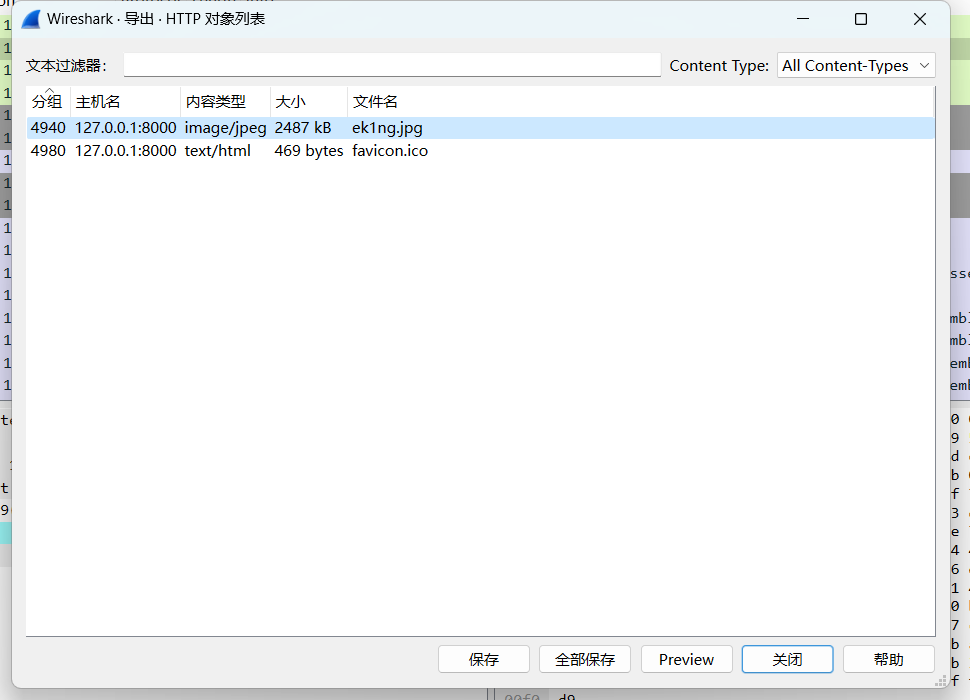 Wireshark · 导出 · HTTP 对象列表
文本过滤器:
Content Type: All Content-Types
分组 主机名 内容类型 大小 文件名
4940 127.0.0.1:8000 image/jpeg 2487 kB ek1ng.jpg
4980 127.0.0.1:8000 text/html 469 bytes favicon.ico
保存 全部保存 Preview 关闭 帮助